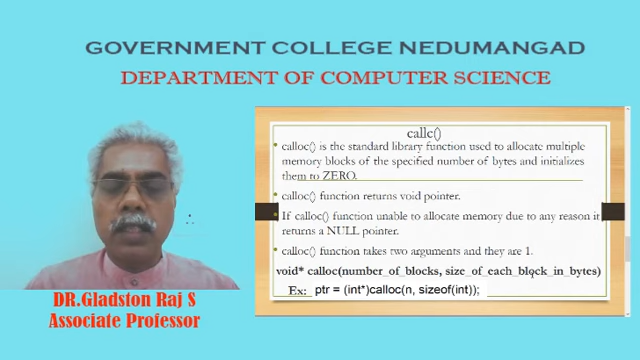 GOVERNMENT COLLEGE NEDUMANGAD
DEPARTMENT OF COMPUTER SCIENCE
callc()
• calloc() is the standard library function used to allocate multiple
memory blocks of the specified number of bytes and initializes
them to ZERO.
• calloc() function returns void pointer.
• If calloc() function unable to allocate memory due to any reason it
returns a NULL pointer.
• calloc() function takes two arguments and they are 1.
void* calloc(number_of_blocks, size_of_each_block_in_bytes)
Ex: ptr = (int*)calloc(n, sizeof(int));
DR.Gladston Raj S
Associate Professor